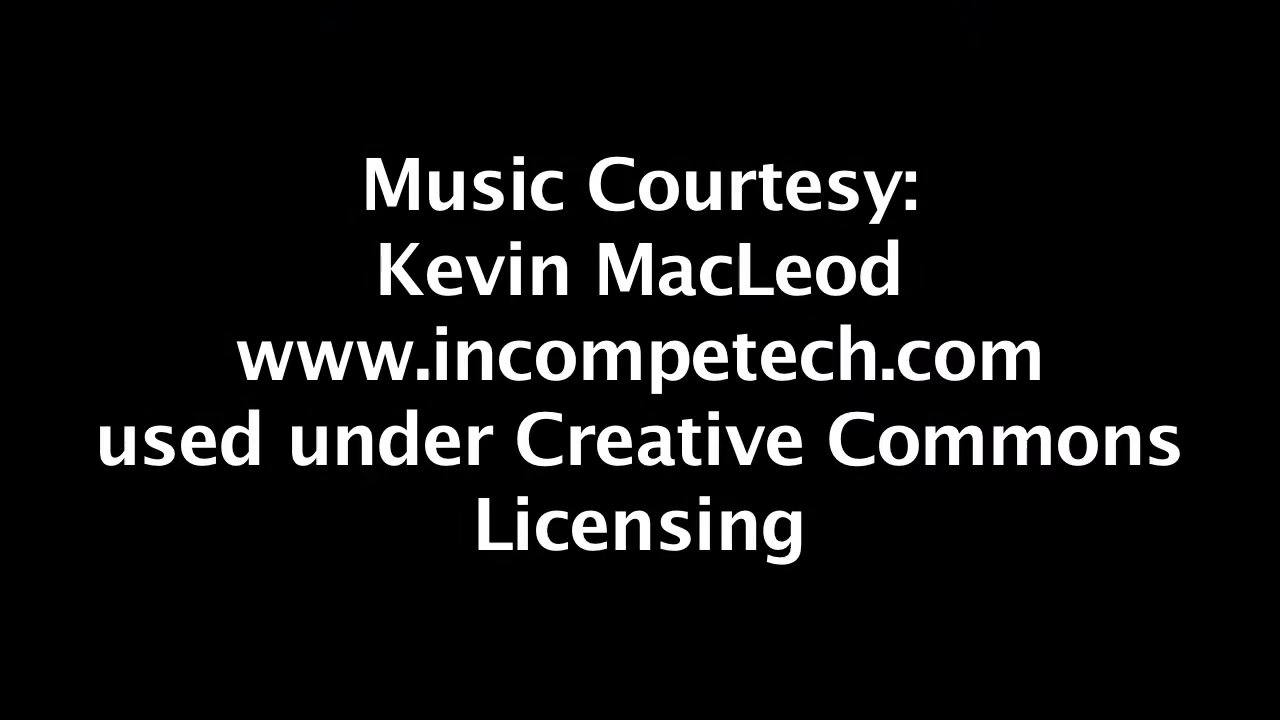 Music Courtesy:
Kevin MacLeod
www.incompetech.com
used under Creative Commons
Licensing